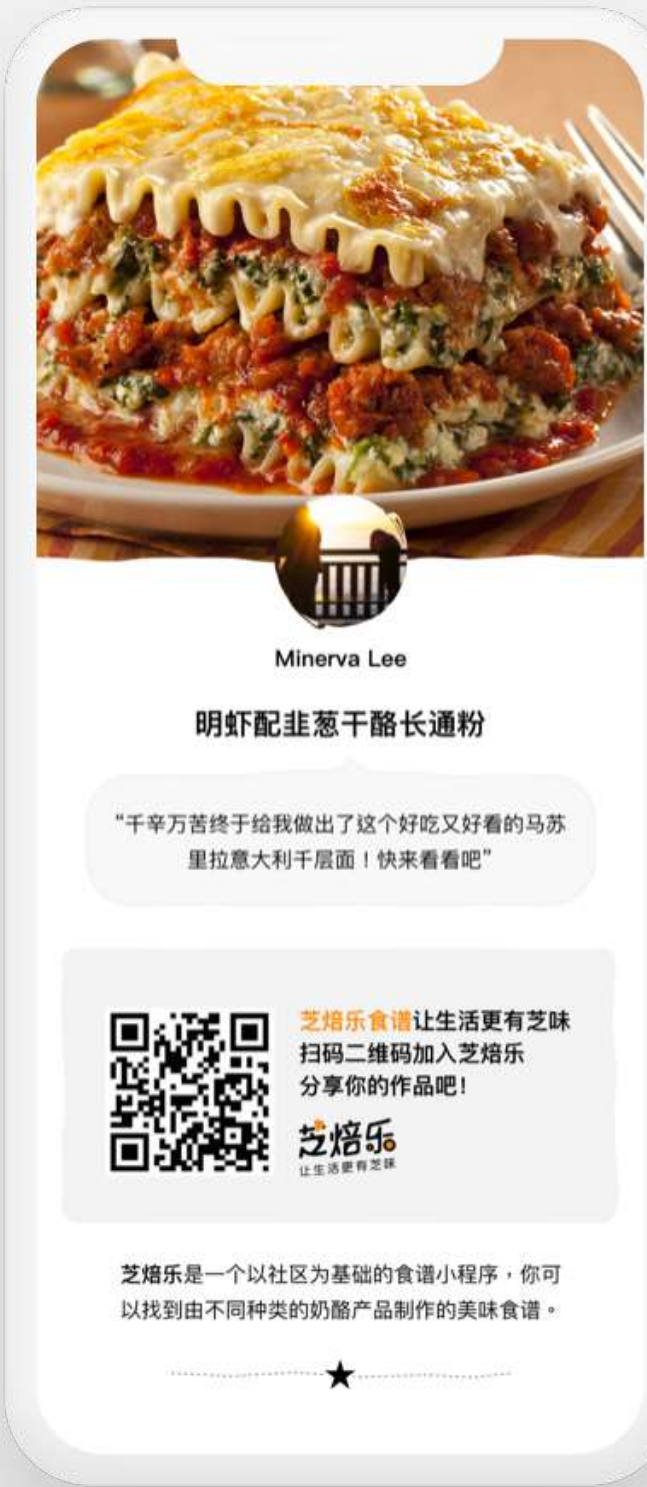 Minerva Lee
明虾配韭葱干酪长通粉
“千辛万苦终于给我做出了这个好吃又好看的马苏
里拉意大利千层面！快来看看吧”
芝焙乐食谱让生活更有芝味
扫码二维码加入芝焙乐
分享你的作品吧！
芝焙乐
让生活更有芝味
芝焙乐是一个以社区为基础的食谱小程序，你可
以找到由不同种类的奶酪产品制作的美味食谱。